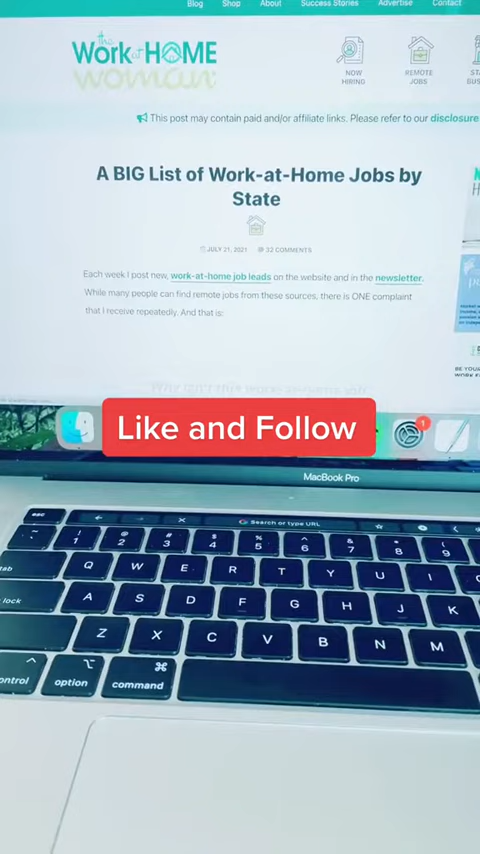 Blog Shop About Success Stories Advertise Contact
the
Work at HOME
woman
NOW
HIRING
REMOTE
JOBS
This post may contain paid and/or affiliate links. Please refer to our disclosure
A BIG List of Work-at-Home Jobs by
State
JULY 21, 2021 32 COMMENTS
Each week I post new, work-at-home job leads on the website and in the newsletter.
While many people can find remote jobs from these sources, there is ONE complaint
that I receive repeatedly. And that is:
BE YOUR
Like and Follow
1
MacBook Pro
esc Search or type URL
~ ! 1 @ 2 # 3 $ 4 % 5 ^ 6 & 7 * 8 ( 9
tab Q W E R T Y U I
lock A S D F G H J K
Z X C V B N M
control option command